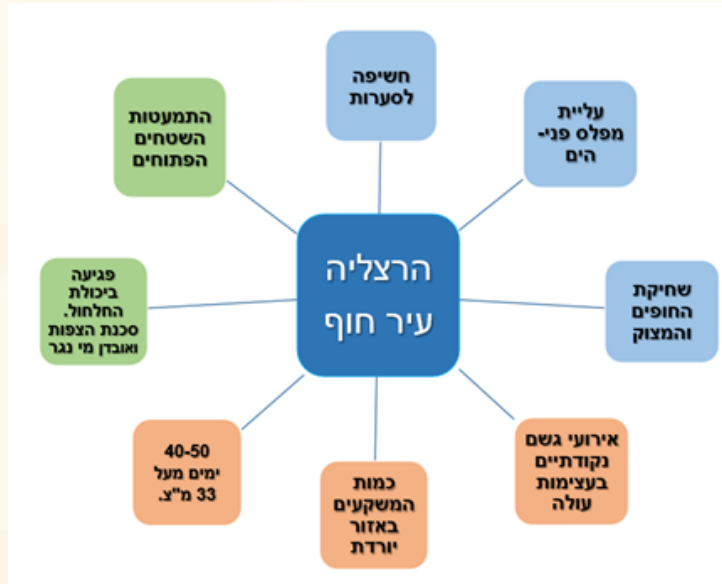 חשיפה
לסערות
עליית
מפלס פני-
הים
שחיקת
החופים
והמצוק
אירועי גשם
נקודתיים
בעצימות
עולה
כמות
המשקעים
באזור
יורדת
40-50
ימים מעל
33 מ"צ.
פגיעה
ביכולת
החלחול.
סכנת הצפות
ואובדן מי נגר
התמעטות
השטחים
הפתוחים
הרצליה
עיר חוף